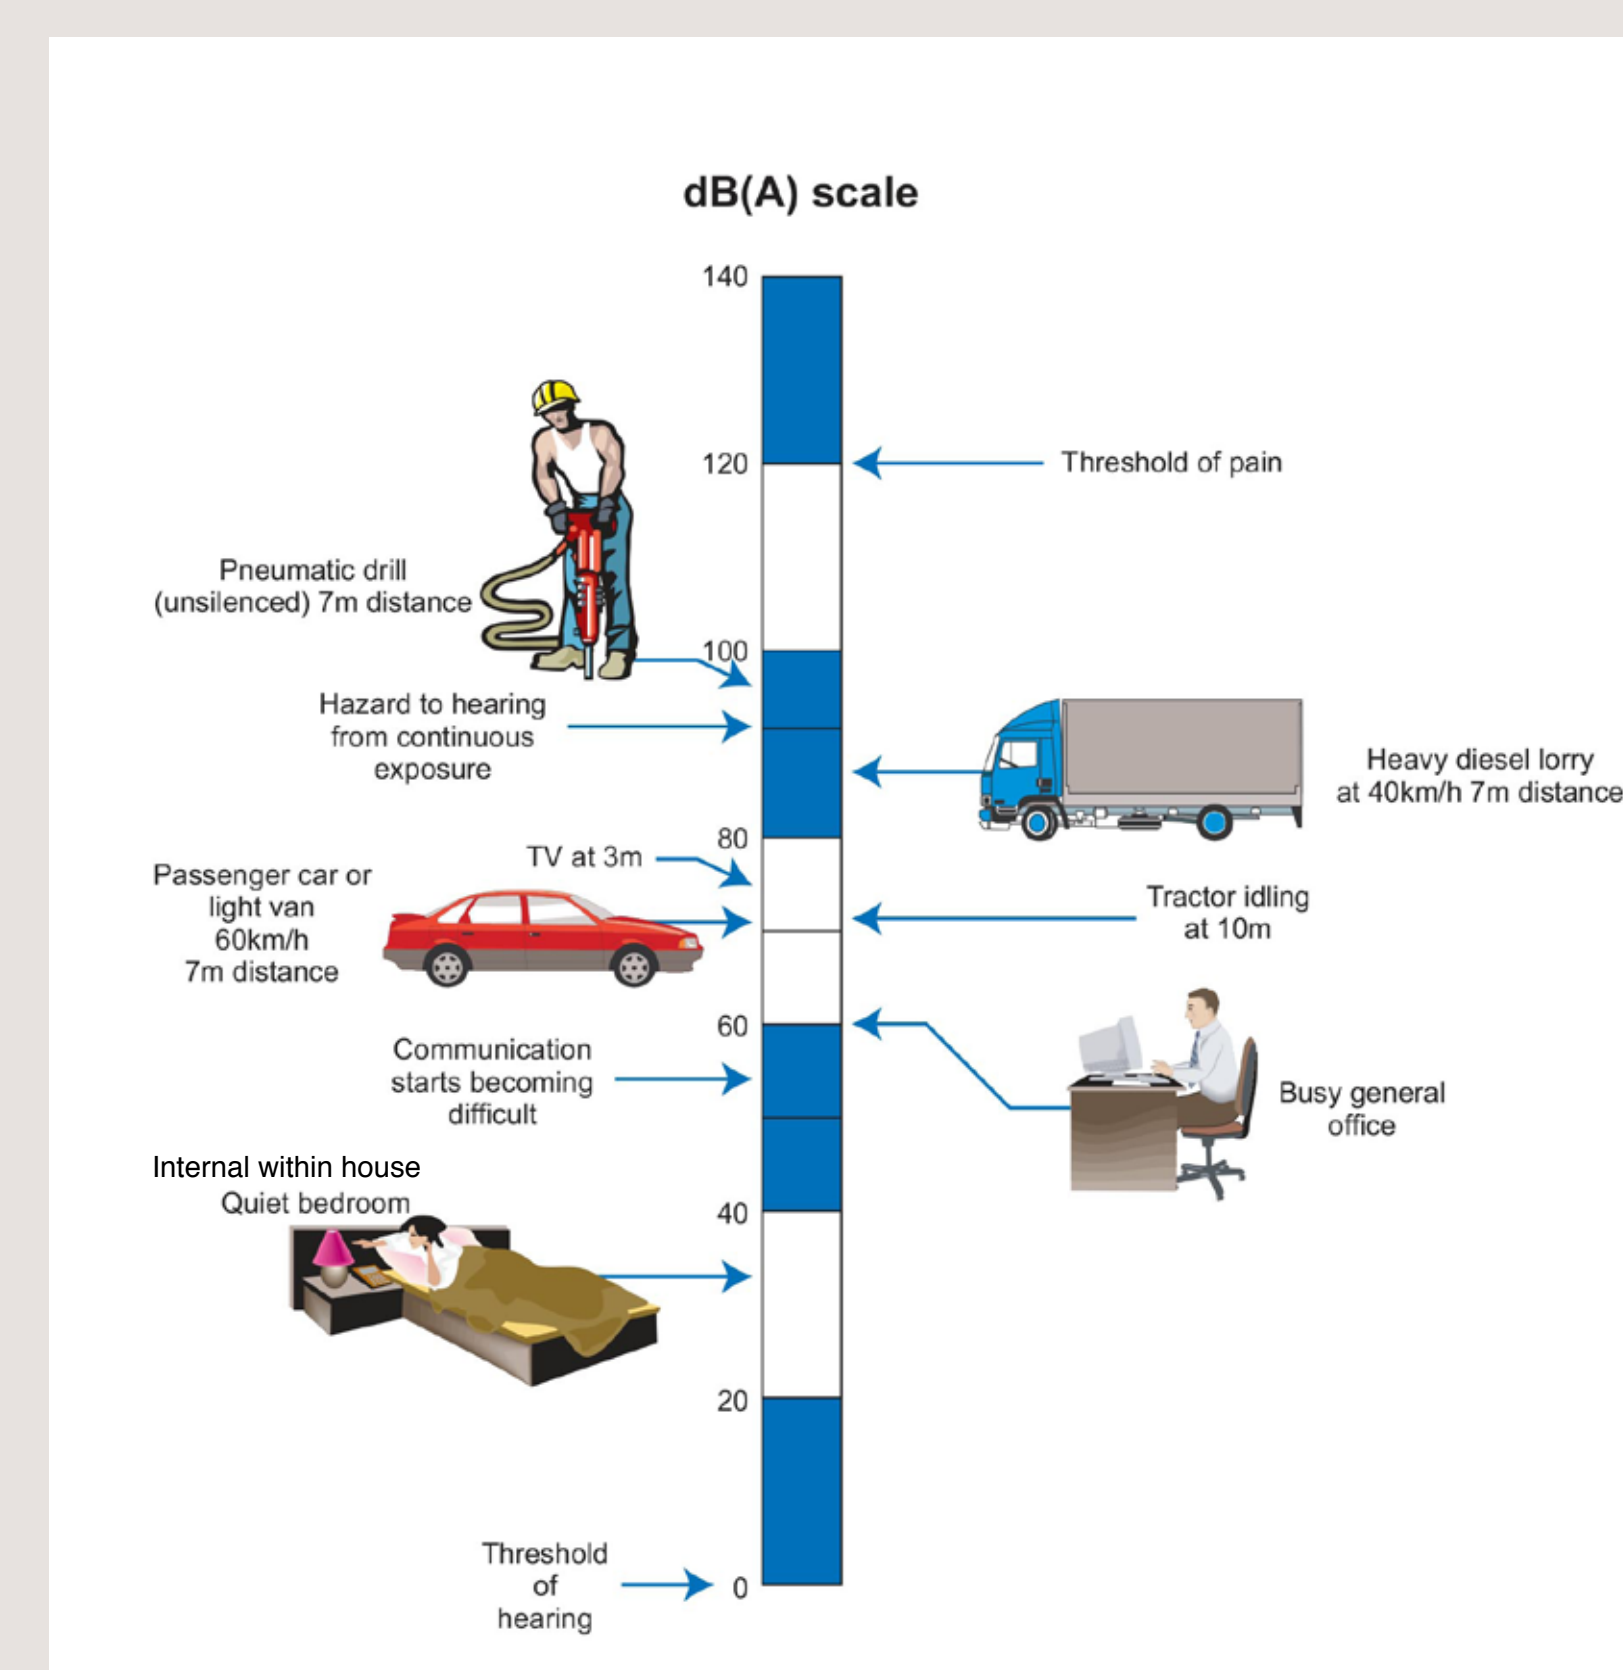 dB(A) scale
140
120
Threshold of pain
Pneumatic drill
(unsilenced) 7m distance
100
Hazard to hearing
from continuous
exposure
Heavy diesel lorry
at 40km/h 7m distance
80
TV at 3m
Passenger car or
light van
60km/h
7m distance
Tractor idling
at 10m
60
Communication
starts becoming
difficult
Busy general
office
Internal within house
Quiet bedroom
40
20
Threshold
of
hearing
0